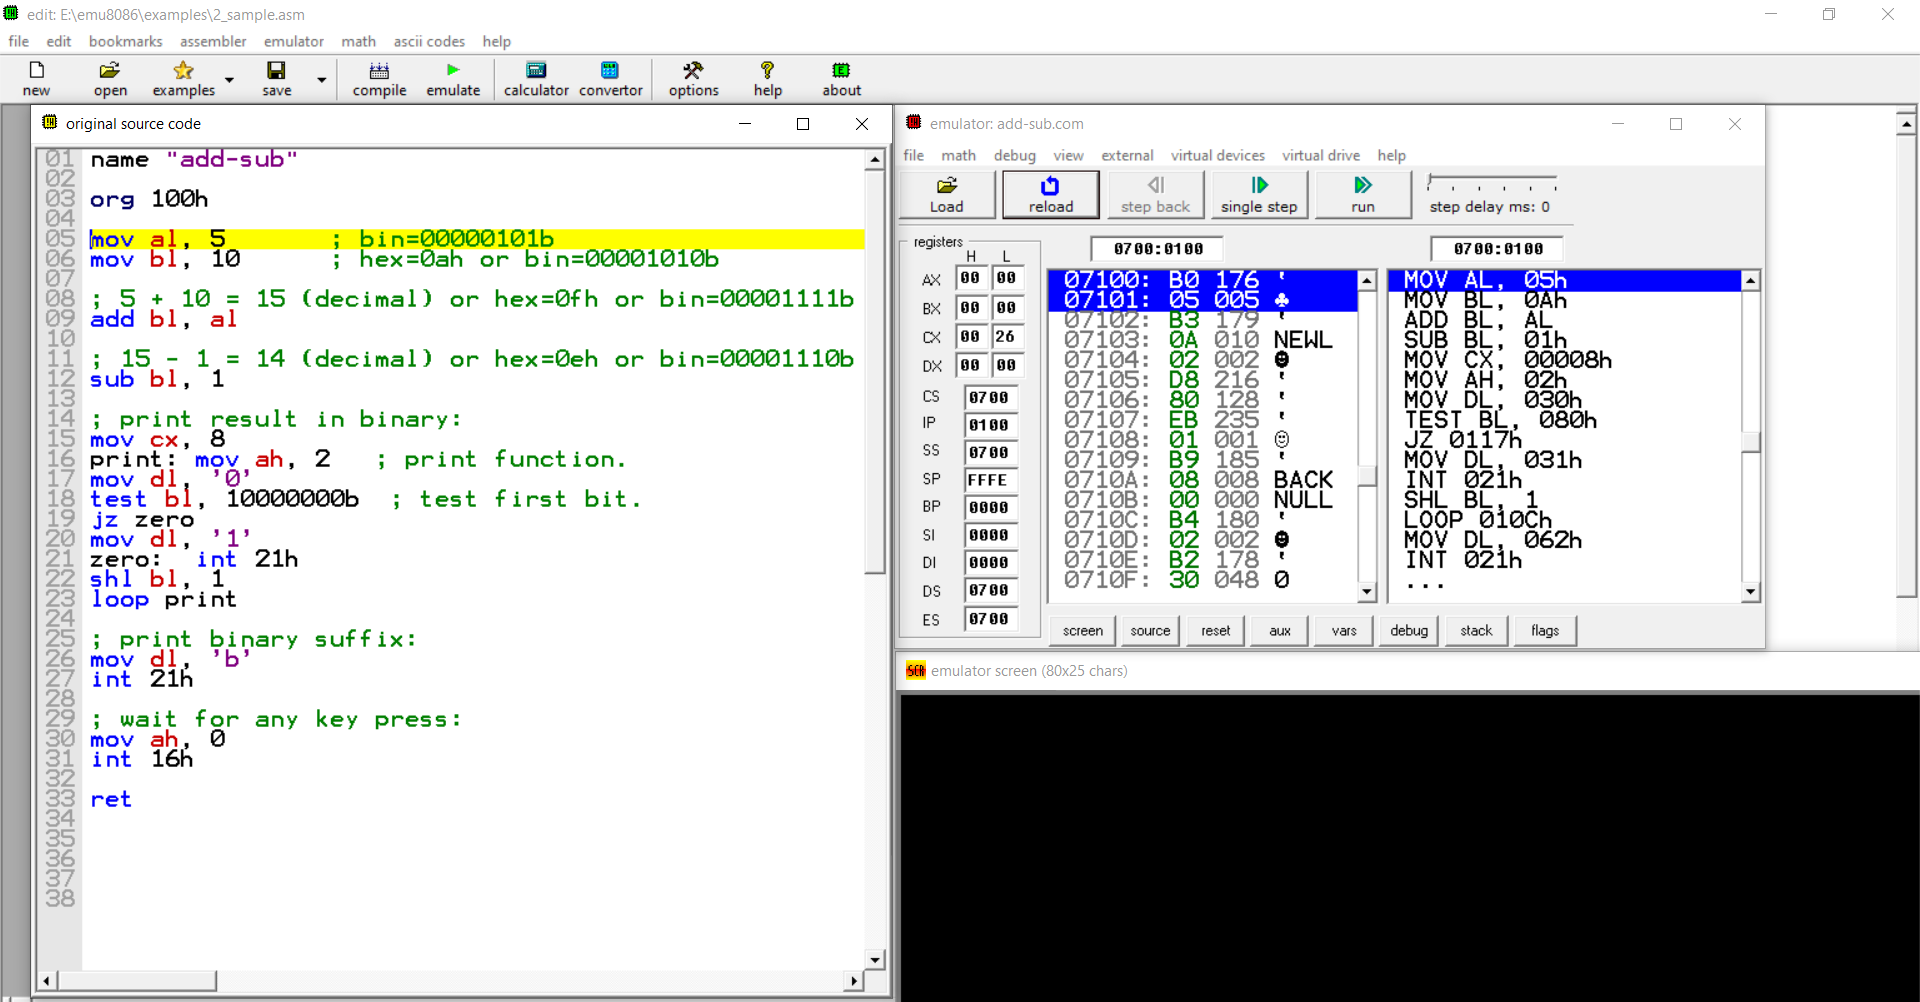 edit: E:\emu8086\examples\2_sample.asm
file edit bookmarks assembler emulator math ascii codes help
new open examples save compile emulate calculator convertor options help about
original source code
01 name "add-sub"
02
03 org 100h
04
05 mov al, 5 ; bin=00000101b
06 mov bl, 10 ; hex=0ah or bin=00001010b
07
08 ; 5 + 10 = 15 (decimal) or hex=0fh or bin=00001111b
09 add bl, al
10
11 ; 15 - 1 = 14 (decimal) or hex=0eh or bin=00001110b
12 sub bl, 1
13
14 ; print result in binary:
15 mov cx, 8
16 print: mov ah, 2 ; print function.
17 mov dl, '0'
18 test bl, 10000000b ; test first bit.
19 jz zero
20 mov dl, '1'
21 zero: int 21h
22 shl bl, 1
23 loop print
24
25 ; print binary suffix:
26 mov dl, 'b'
27 int 21h
28
29 ; wait for any key press:
30 mov ah, 0
31 int 16h
32
33 ret
34
35
36
37
38
emulator: add-sub.com
file math debug view external virtual devices virtual drive help
Load reload step back single step run step delay ms: 0
registers
H L
AX 00 00
BX 00 00
CX 00 26
DX 00 00
CS 0700
IP 0100
SS 0700
SP FFFE
BP 0000
SI 0000
DI 0000
DS 0700
ES 0700
0700:0100
07100: B0 176 '
07101: 05 005 ♣
07102: B3 179 '
07103: 0A 010 NEWL
07104: 02 002 ☻
07105: D8 216 '
07106: 80 128 '
07107: EB 235 '
07108: 01 001 ☺
07109: B9 185 '
0710A: 08 008 BACK
0710B: 00 000 NULL
0710C: B4 180 '
0710D: 02 002 ☻
0710E: B2 178 '
0710F: 30 048 0
0700:0100
MOV AL, 05h
MOV BL, 0Ah
ADD BL, AL
SUB BL, 01h
MOV CX, 00008h
MOV AH, 02h
MOV DL, 030h
TEST BL, 080h
JZ 0117h
MOV DL, 031h
INT 021h
SHL BL, 1
LOOP 010Ch
MOV DL, 062h
INT 021h
...
screen source reset aux vars debug stack flags
SCR emulator screen (80x25 chars)